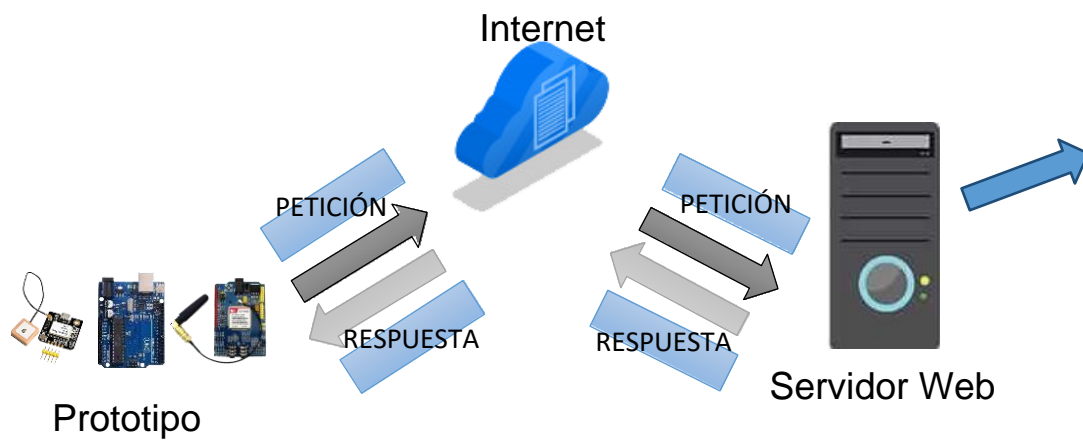 Internet
PETICIÓN
PETICIÓN
RESPUESTA
RESPUESTA
Servidor Web
Prototipo